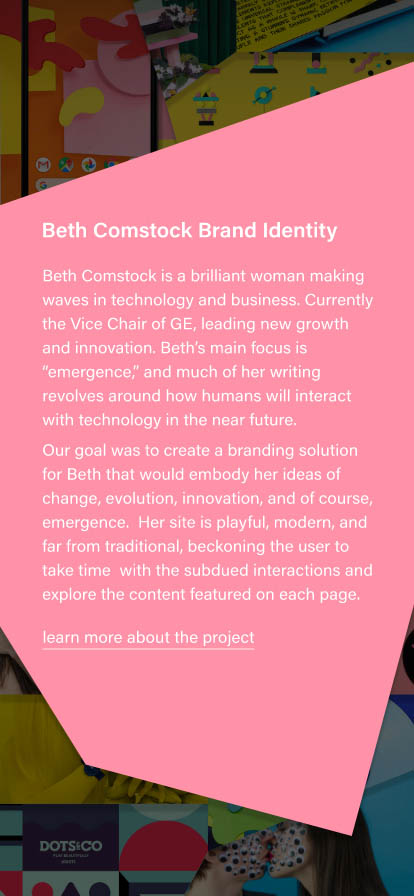 Beth Comstock Brand Identity
Beth Comstock is a brilliant woman making
waves in technology and business. Currently
the Vice Chair of GE, leading new growth
and innovation. Beth’s main focus is
“emergence,” and much of her writing
revolves around how humans will interact
with technology in the near future.
Our goal was to create a branding solution
for Beth that would embody her ideas of
change, evolution, innovation, and of course,
emergence.  Her site is playful, modern, and
far from traditional, beckoning the user to
take time  with the subdued interactions and
explore the content featured on each page.
learn more about the project
DOTS&CO
PLAY BEAUTIFULLY